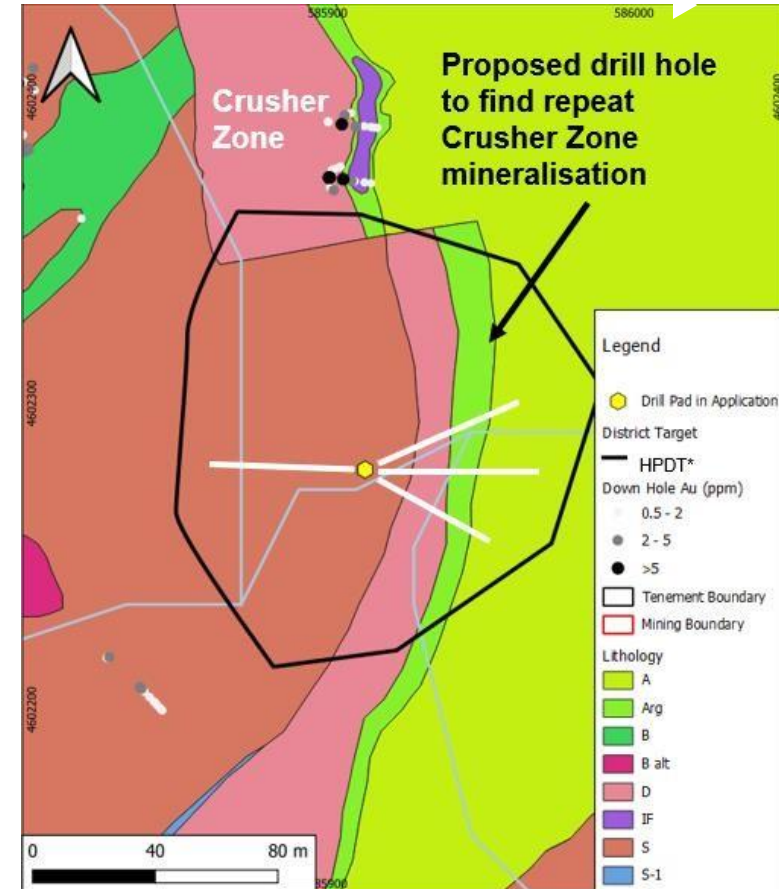 585900
586000
4602400
4602400
Crusher
Zone
Proposed drill hole
to find repeat
Crusher Zone
mineralisation
4602300
4602200
Legend
Drill Pad in Application
District Target
HPDT*
Down Hole Au (ppm)
0.5 - 2
2 - 5
>5
Tenement Boundary
Mining Boundary
Lithology
A
Arg
B
B alt
D
IF
S
S-1
0 40 80 m
585900